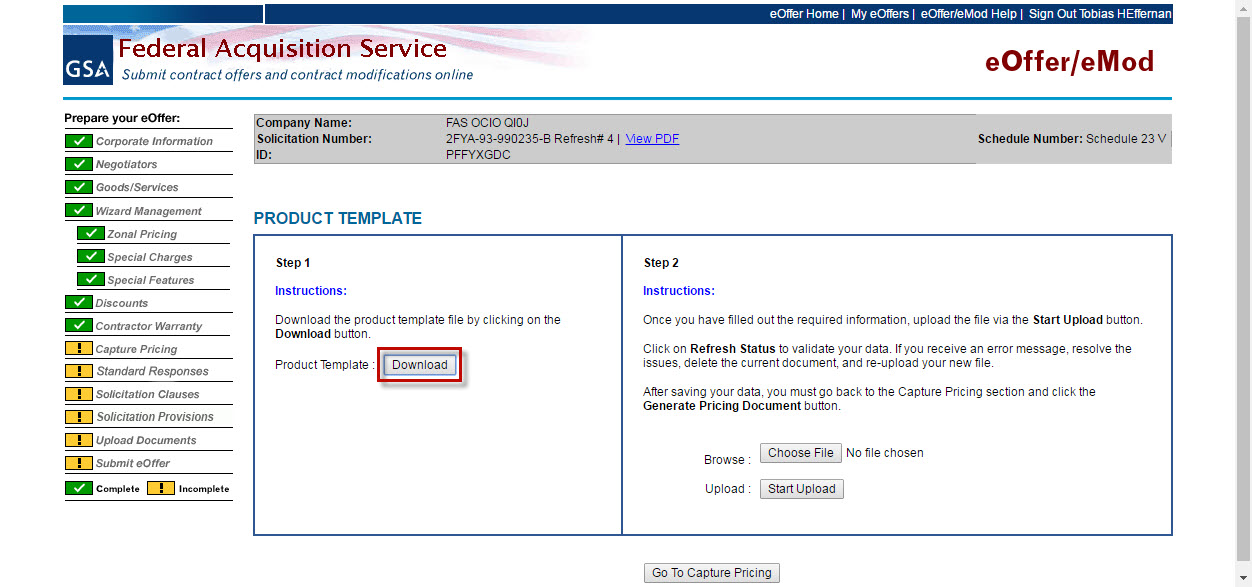 eOffer Home | My eOffers | eOffer/eMod Help | Sign Out Tobias HEffernan
GSA
Federal Acquisition Service
Submit contract offers and contract modifications online
eOffer/eMod
Prepare your eOffer:
Corporate Information
Negotiators
Goods/Services
Wizard Management
Zonal Pricing
Special Charges
Special Features
Discounts
Contractor Warranty
Capture Pricing
Standard Responses
Solicitation Clauses
Solicitation Provisions
Upload Documents
Submit eOffer
Complete Incomplete
Company Name: FAS OCIO QI0J
Solicitation Number: 2FYA-93-990235-B Refresh# 4 | View PDF Schedule Number: Schedule 23 V
ID: PFFYXGDC
PRODUCT TEMPLATE
Step 1
Instructions:
Download the product template file by clicking on the
Download button.
Product Template : Download
Step 2
Instructions:
Once you have filled out the required information, upload the file via the Start Upload button.
Click on Refresh Status to validate your data. If you receive an error message, resolve the
issues, delete the current document, and re-upload your new file.
After saving your data, you must go back to the Capture Pricing section and click the
Generate Pricing Document button.
Browse : Choose File No file chosen
Upload : Start Upload
Go To Capture Pricing